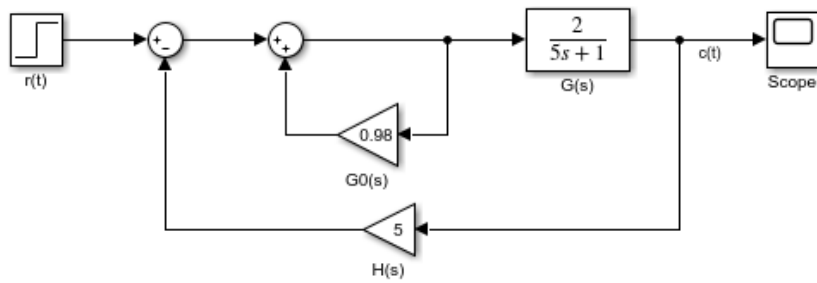 r(t)
+
−
+
+
2
5s + 1
G(s)
c(t)
Scope
0.98
G0(s)
5
H(s)